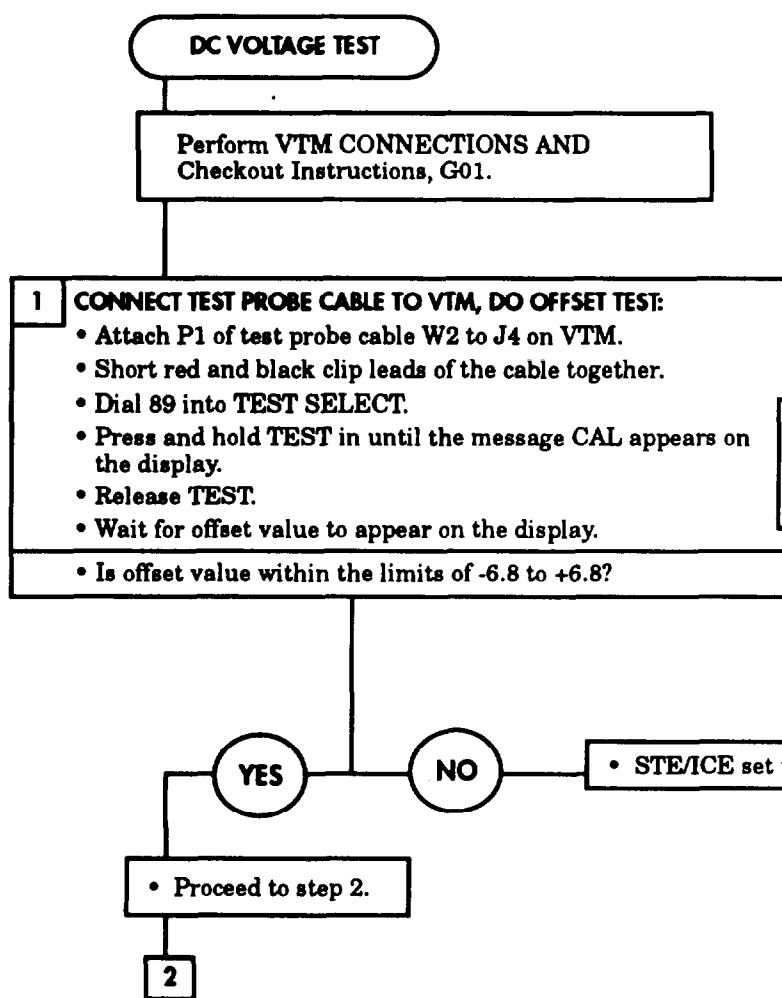 DC VOLTAGE TEST
Perform VTM CONNECTIONS AND
Checkout Instructions, G01.
1 CONNECT TEST PROBE CABLE TO VTM, DO OFFSET TEST:
• Attach P1 of test probe cable W2 to J4 on VTM.
• Short red and black clip leads of the cable together.
• Dial 89 into TEST SELECT.
• Press and hold TEST in until the message CAL appears on
the display.
• Release TEST.
• Wait for offset value to appear on the display.
• Is offset value within the limits of -6.8 to +6.8?
YES
NO
• STE/ICE set
• Proceed to step 2.
2